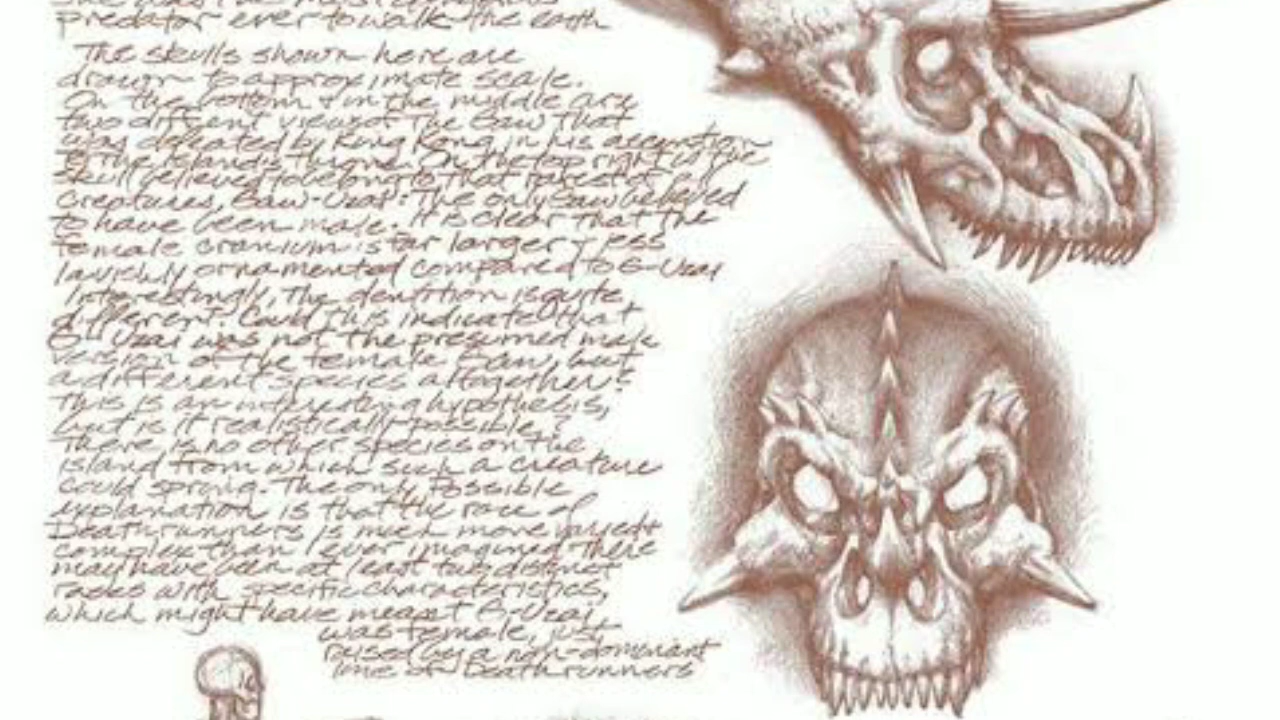 predator ever to walk the earth
The skulls shown here are
drawn to approximate scale.
On the bottom & in the middle are
two different views of The Gaw That
was defeated by King Kong in his ascention
to the Island's throne. On the top right is the
skull believed to belong to that rarest of all
creatures, Gaw-Uzai: The only Gaw believed
to have been male. It is clear that the
female cranium is far larger & less
lavishly ornamented compared to G-Uzai
Interestingly, The dentition is quite
different. Could this indicate that
G-Uzai was not the presumed male
version of the female Gaw, but
a different species altogether?
This is an interesting hypothesis,
but is it realistically possible?
There is no other species on the
island from which such a creature
could spring. The only Possible
explanation is that the race of
Deathrunners is much more
complex than I ever imagined. There
may have been at least two distinct
races with specific characteristics,
which might have meant G-Uzai
was female, just
raised by a non-dominant
line of Deathrunners